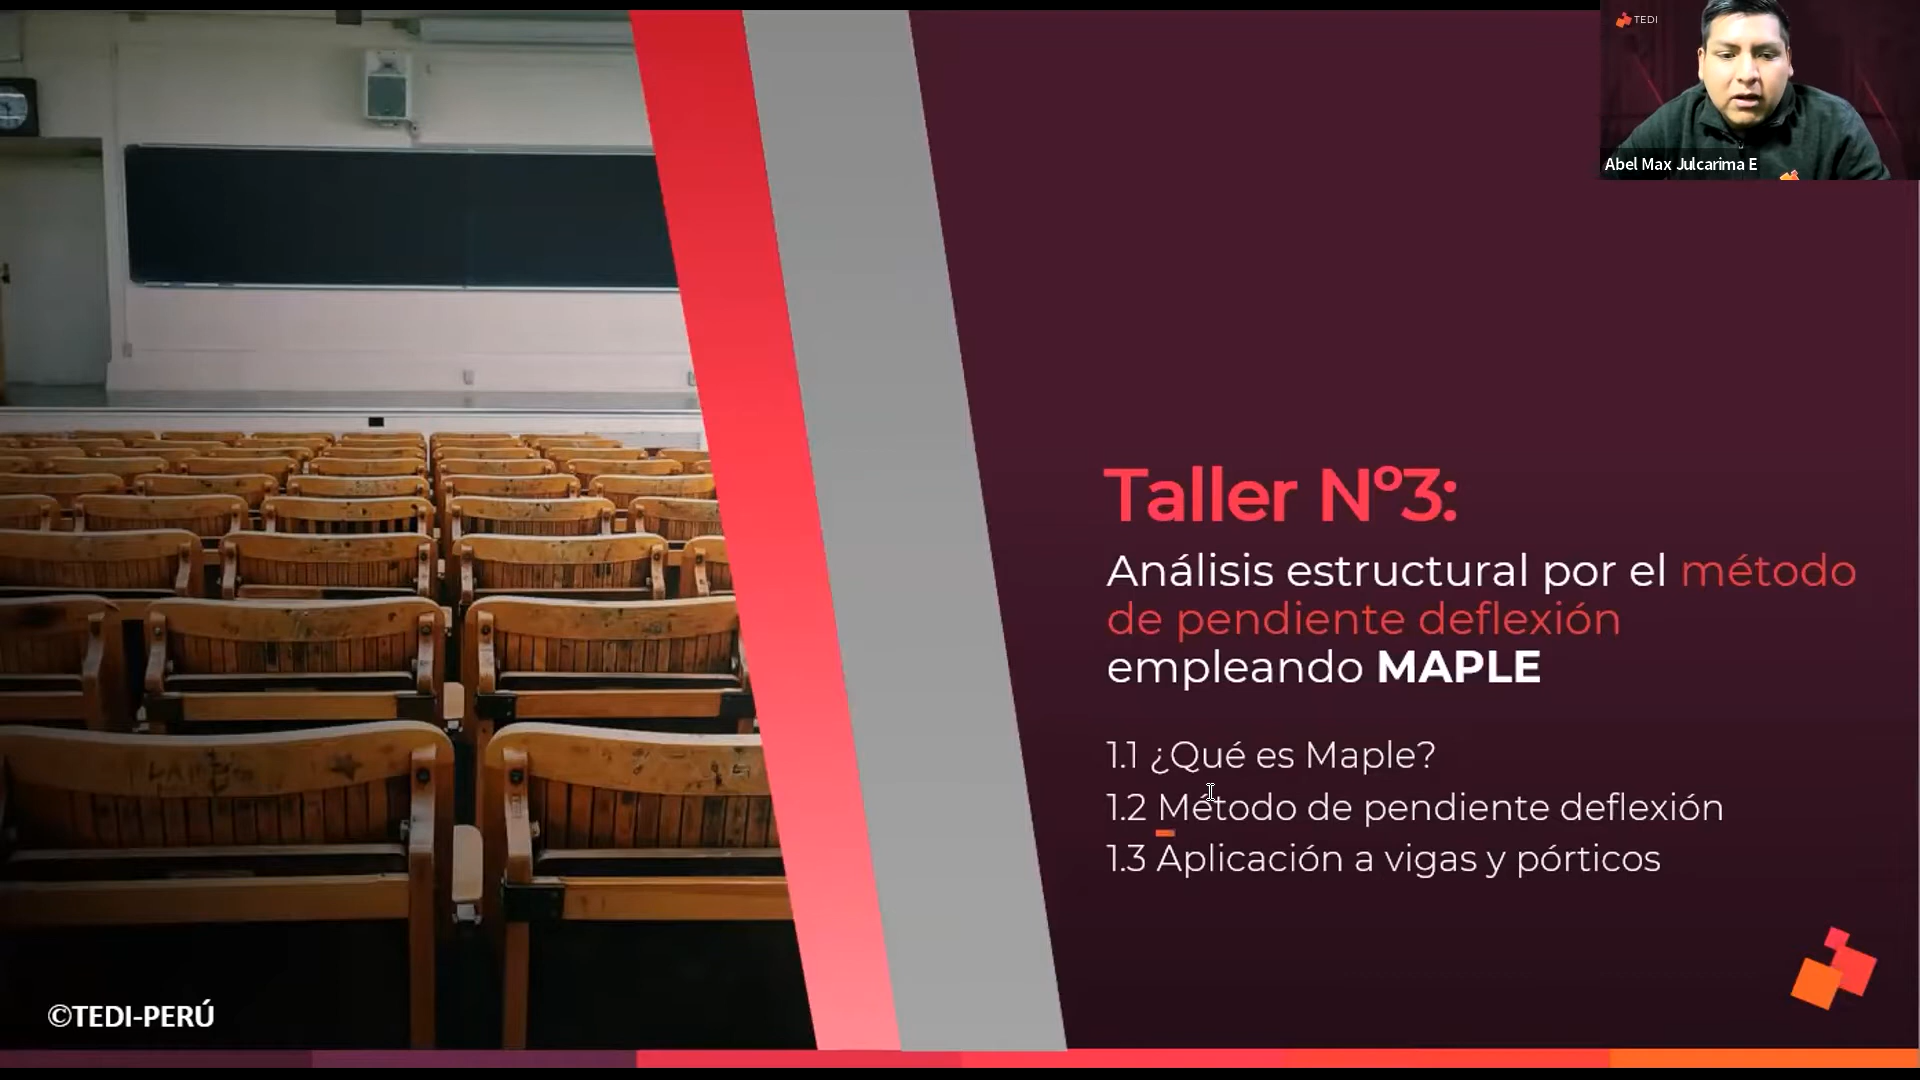 TEDI
Abel Max Julcarima E
Taller Nº3:
Análisis estructural por el método
de pendiente deflexión
empleando MAPLE
1.1 ¿Qué es Maple?
1.2 Método de pendiente deflexión
1.3 Aplicación a vigas y pórticos
©TEDI-PERÚ